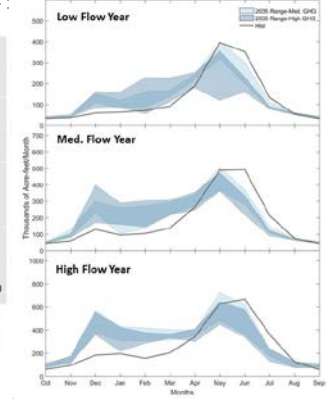 Low Flow Year
2035 Range-Med. GHG
2035 Range-High GHG
Hist
500
400
300
200
100
0
Med. Flow Year
700
600
500
400
300
200
100
0
Thousands of Acre-feet/Month
High Flow Year
1000
800
600
400
200
0
Oct Nov Dec Jan Feb Mar Apr May Jun Jul Aug Sep
Months